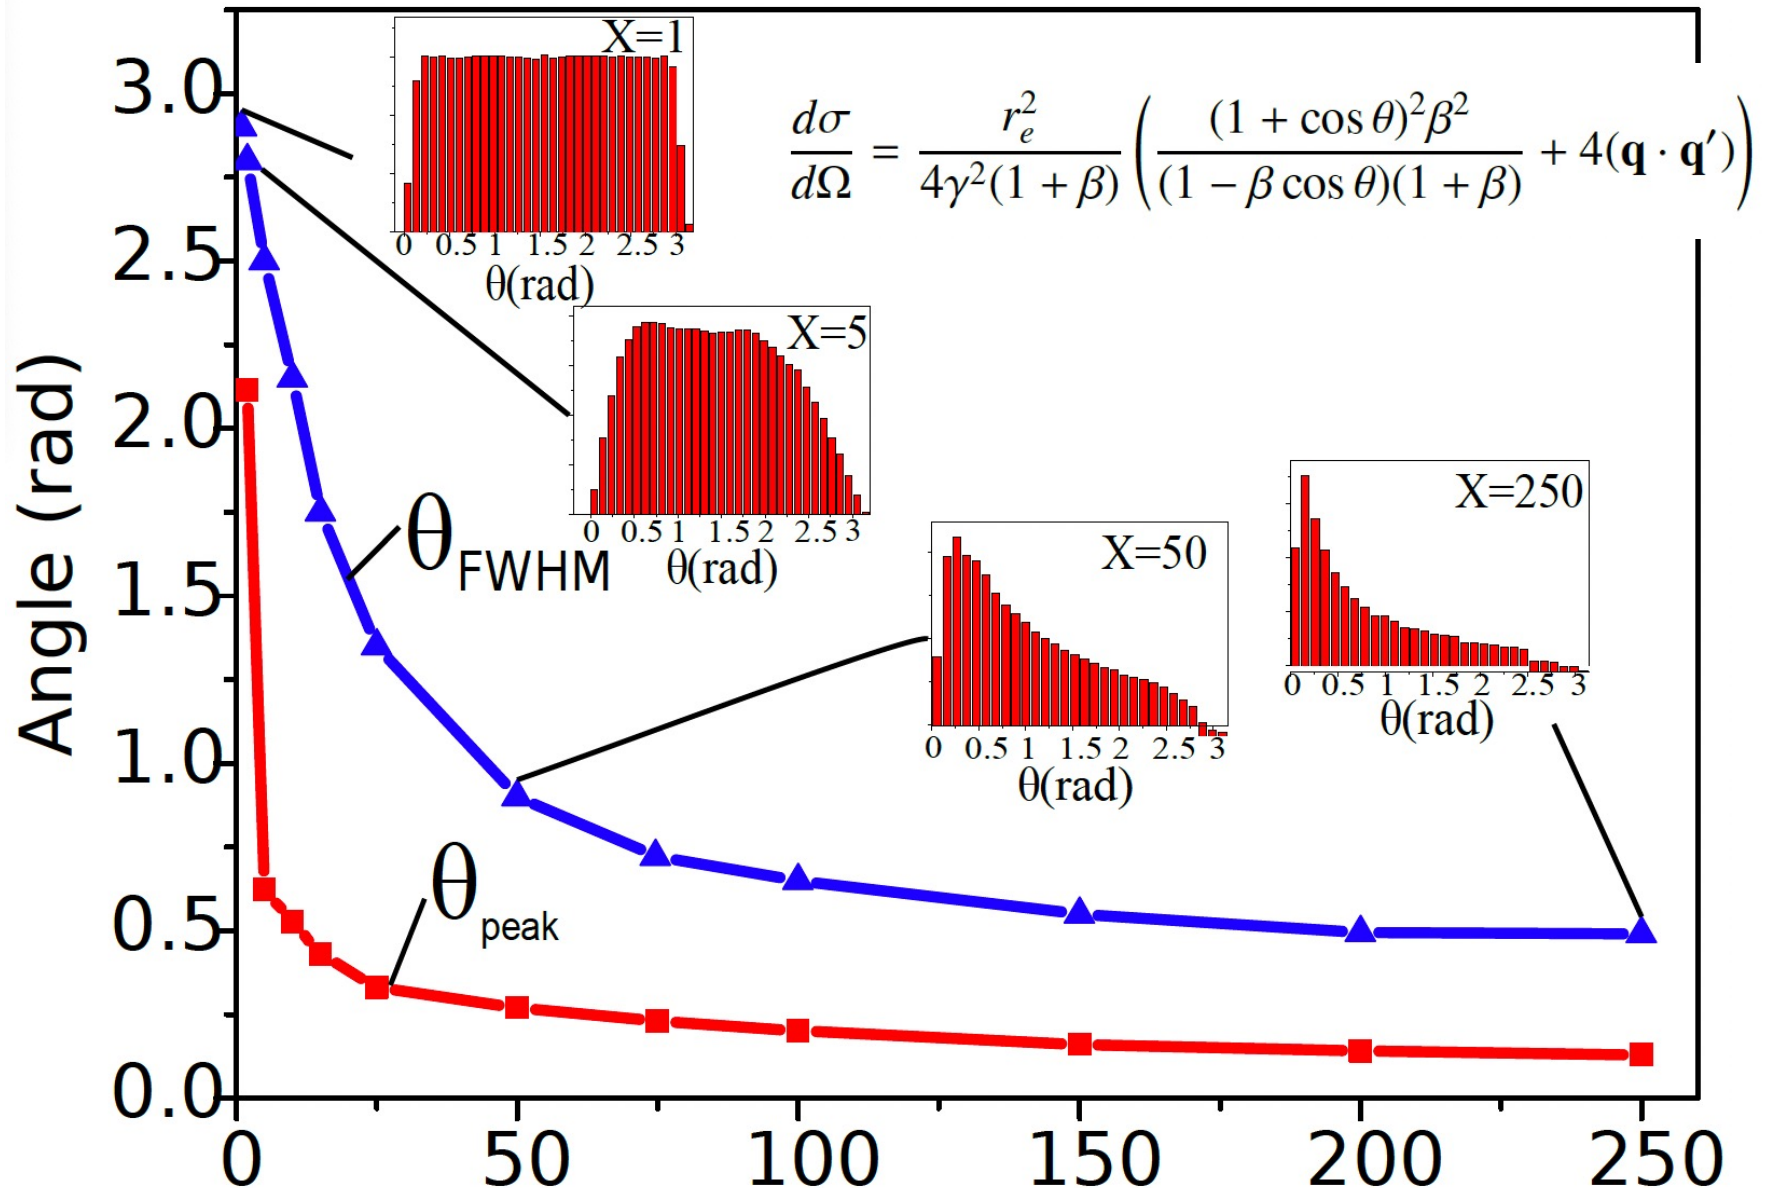 Angle (rad)
3.0
2.5
2.0
1.5
1.0
0.5
0.0
0 50 100 150 200 250
X=1
0 0.5 1 1.5 2 2.5 3
θ(rad)
dσ/dΩ = r_e^2/(4γ^2(1 + β)) ( (1 + cos θ)^2 β^2 / ((1 − β cos θ)(1 + β)) + 4(q · q′) )
X=5
0 0.5 1 1.5 2 2.5 3
θ(rad)
θFWHM
X=50
0 0.5 1 1.5 2 2.5 3
θ(rad)
X=250
0 0.5 1 1.5 2 2.5 3
θ(rad)
θpeak